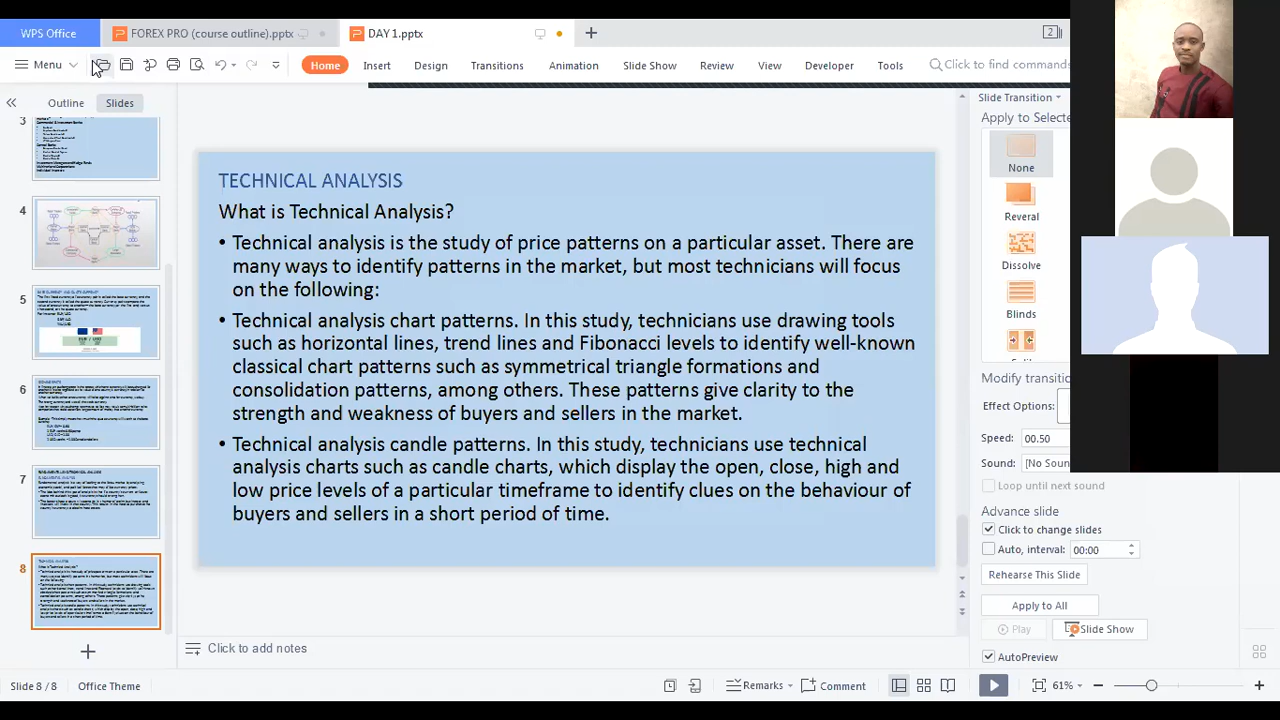 WPS Office
FOREX PRO (course outline).pptx
DAY 1.pptx
2
Menu
Home
Insert
Design
Transitions
Animation
Slide Show
Review
View
Developer
Tools
Click to find commands
Outline
Slides
3
4
5
6
7
8
TECHNICAL ANALYSIS
What is Technical Analysis?
• Technical analysis is the study of price patterns on a particular asset. There are
many ways to identify patterns in the market, but most technicians will focus
on the following:
• Technical analysis chart patterns. In this study, technicians use drawing tools
such as horizontal lines, trend lines and Fibonacci levels to identify well-known
classical chart patterns such as symmetrical triangle formations and
consolidation patterns, among others. These patterns give clarity to the
strength and weakness of buyers and sellers in the market.
• Technical analysis candle patterns. In this study, technicians use technical
analysis charts such as candle charts, which display the open, close, high and
low price levels of a particular timeframe to identify clues on the behaviour of
buyers and sellers in a short period of time.
Click to add notes
Slide Transition
Apply to Selecte
None
Reveral
Dissolve
Blinds
Modify transitio
Effect Options:
Speed: 00.50
Sound: [No Soun
Loop until next sound
Advance slide
Click to change slides
Auto, interval: 00:00
Rehearse This Slide
Apply to All
Play
Slide Show
AutoPreview
Slide 8 / 8
Office Theme
Remarks
Comment
61%